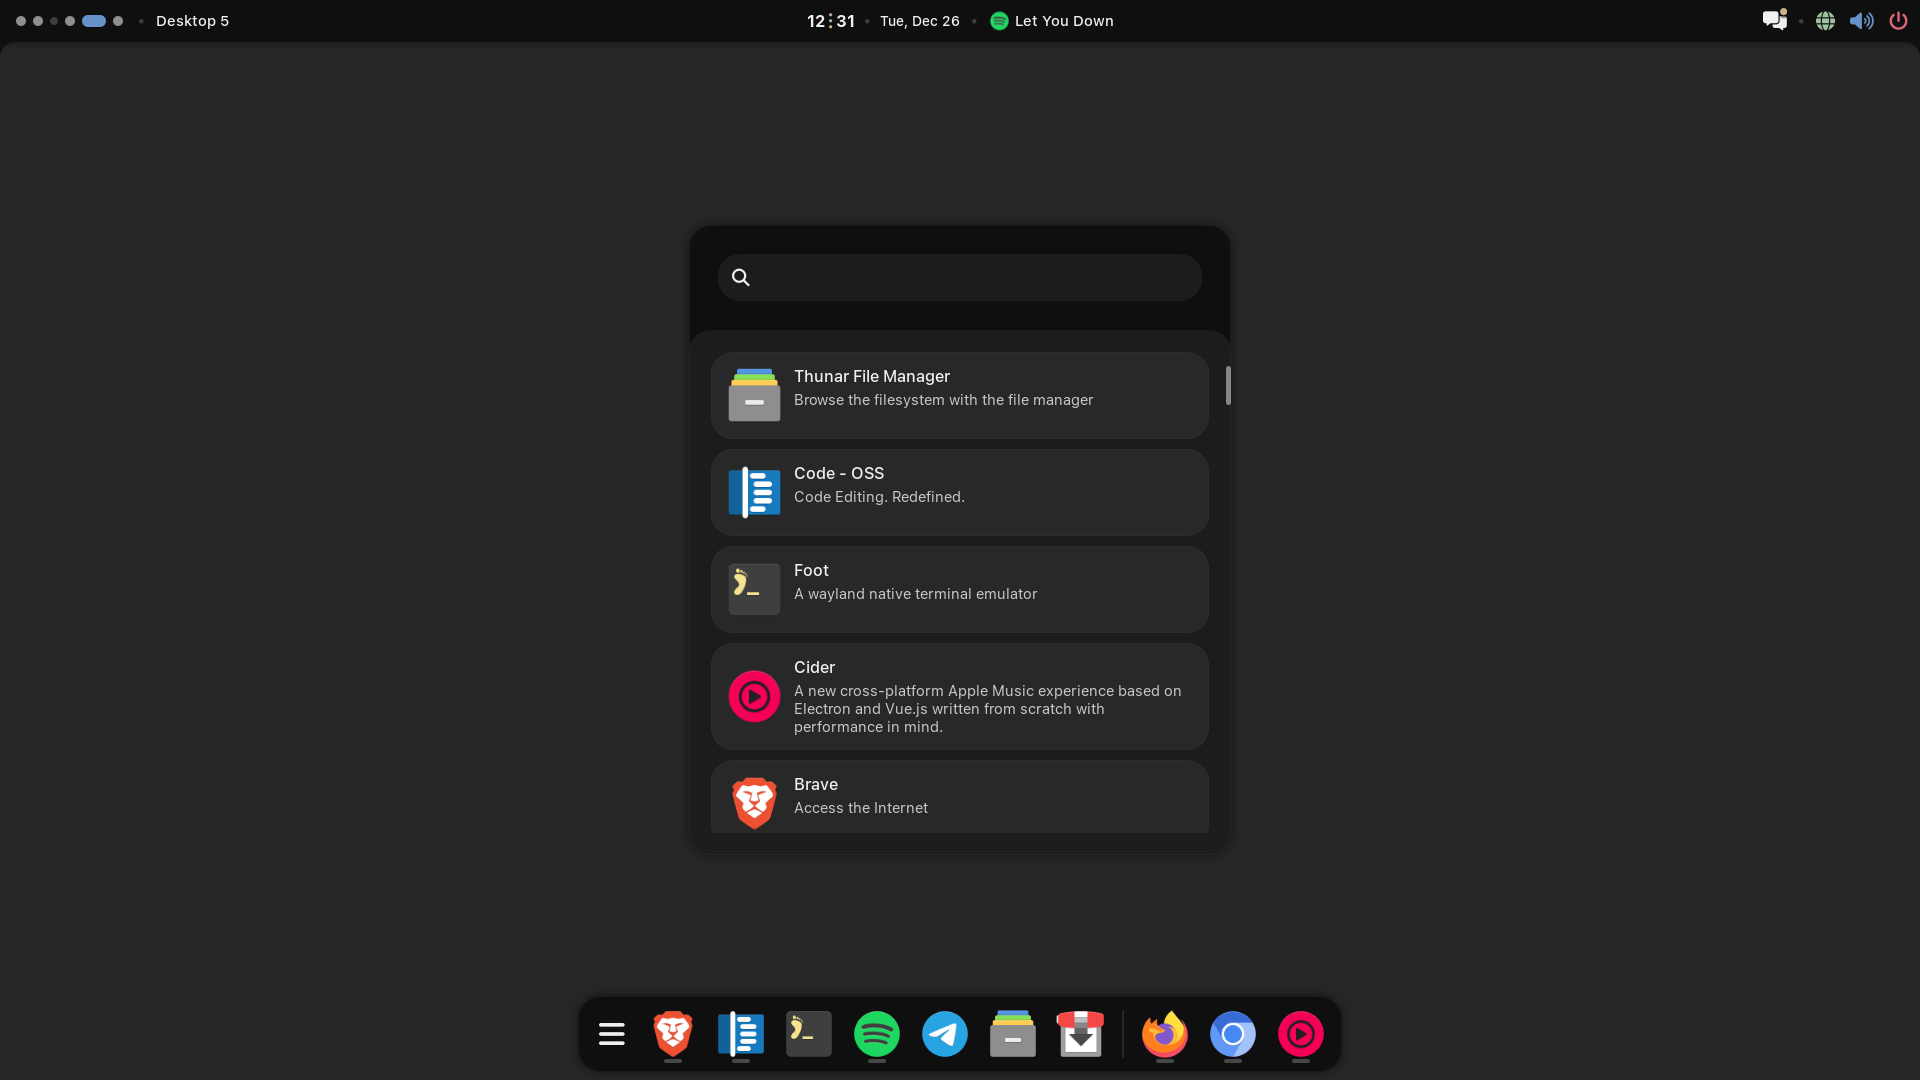 Desktop 5
12:31
Tue, Dec 26
Let You Down
Thunar File Manager
Browse the filesystem with the file manager
Code - OSS
Code Editing. Redefined.
Foot
A wayland native terminal emulator
Cider
A new cross-platform Apple Music experience based on
Electron and Vue.js written from scratch with
performance in mind.
Brave
Access the Internet